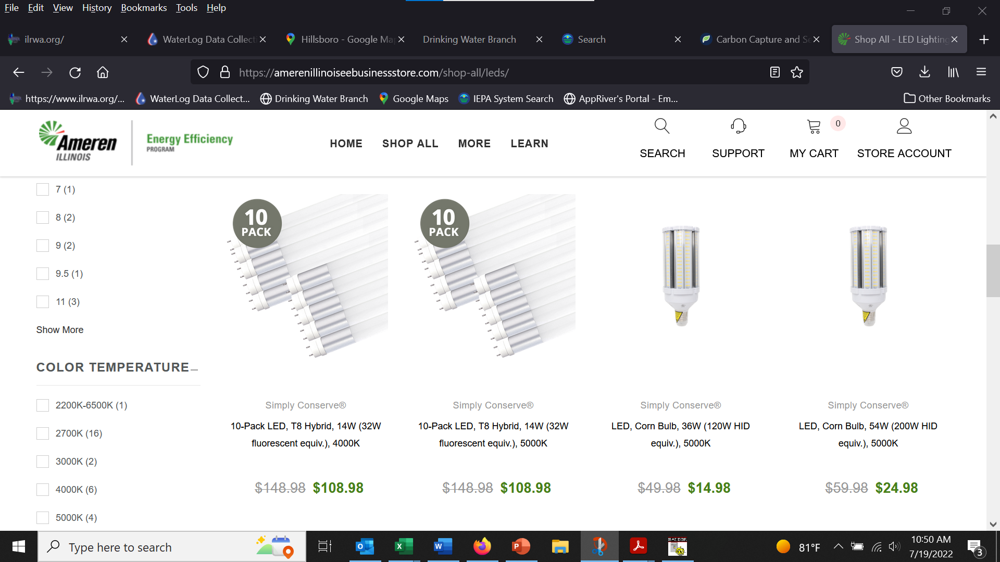 File Edit View History Bookmarks Tools Help
ilrwa.org/
WaterLog Data Collecti
Hillsboro - Google Ma
Drinking Water Branch
Search
Carbon Capture and Se
Shop All - LED Lighting
https://amerenillinoiseebusinessstore.com/shop-all/leds/
https://www.ilrwa.org/...
WaterLog Data Collect...
Drinking Water Branch
Google Maps
IEPA System Search
AppRiver's Portal - Em...
Other Bookmarks
Ameren
ILLINOIS
Energy Efficiency
PROGRAM
HOME SHOP ALL MORE LEARN
SEARCH
SUPPORT
0
MY CART
STORE ACCOUNT
7 (1)
8 (2)
9 (2)
9.5 (1)
11 (3)
Show More
COLOR TEMPERATURE
2200K-6500K (1)
2700K (16)
3000K (2)
4000K (6)
5000K (4)
10
PACK
Simply Conserve®
10-Pack LED, T8 Hybrid, 14W (32W
fluorescent equiv.), 4000K
$148.98 $108.98
10
PACK
Simply Conserve®
10-Pack LED, T8 Hybrid, 14W (32W
fluorescent equiv.), 5000K
$148.98 $108.98
Simply Conserve®
LED, Corn Bulb, 36W (120W HID
equiv.), 5000K
$49.98 $14.98
Simply Conserve®
LED, Corn Bulb, 54W (200W HID
equiv.), 5000K
$59.98 $24.98
Type here to search
81°F
10:50 AM
7/19/2022
3